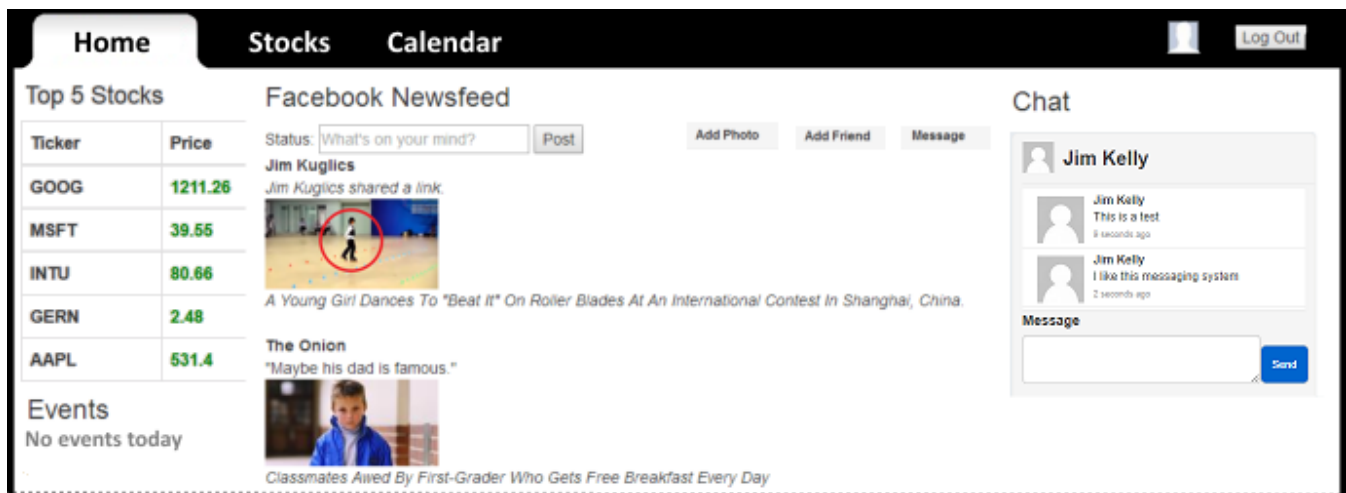 Home Stocks Calendar Log Out
Top 5 Stocks
Ticker Price
GOOG 1211.26
MSFT 39.55
INTU 80.66
GERN 2.48
AAPL 531.4
Events
No events today
Facebook Newsfeed
Status: What's on your mind? Post Add Photo Add Friend Message
Jim Kuglics
Jim Kuglics shared a link.
A Young Girl Dances To "Beat It" On Roller Blades At An International Contest In Shanghai, China.
The Onion
"Maybe his dad is famous."
Classmates Awed By First-Grader Who Gets Free Breakfast Every Day
Chat
Jim Kelly
Jim Kelly
This is a test
seconds ago
Jim Kelly
I like this messaging system
2 seconds ago
Message
Send